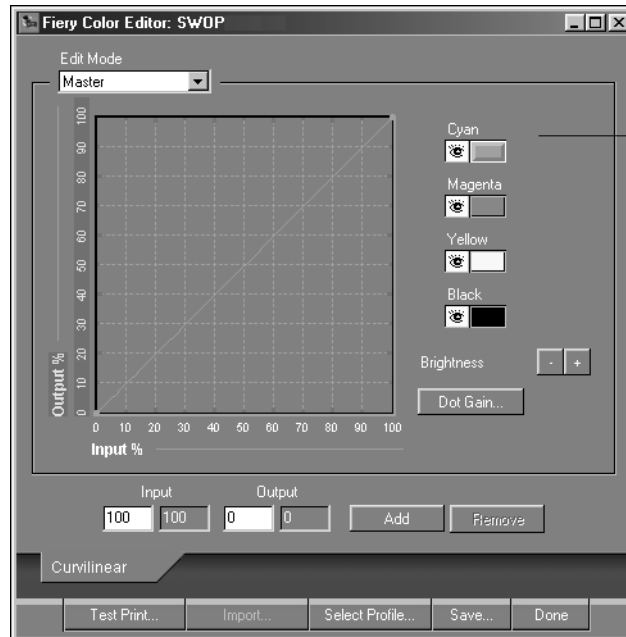 Fiery Color Editor: SWOP
Edit Mode
Master
100
90
80
70
60
50
40
30
20
10
0
Output %
0 10 20 30 40 50 60 70 80 90 100
Input %
Cyan
Magenta
Yellow
Black
Brightness - +
Dot Gain...
Input Output
100 100 0 0 Add Remove
Curvilinear
Test Print... Import... Select Profile... Save... Done